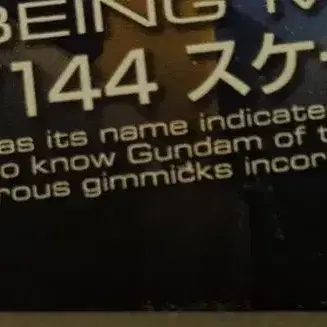 BEING
144 スケ
as its name indicate
o know Gundam of t
rous gimmicks incor